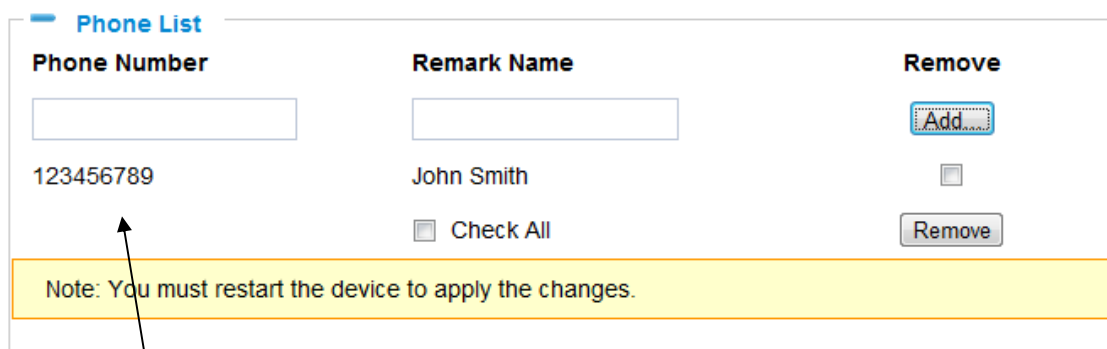 Phone List
Phone Number Remark Name Remove
Add...
123456789 John Smith
Check All Remove
Note: You must restart the device to apply the changes.